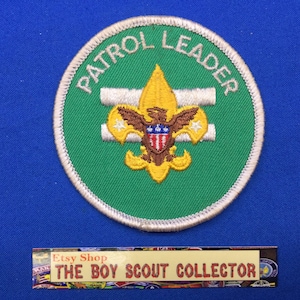 PATROL LEADER
Etsy Shop
THE BOY SCOUT COLLECTOR